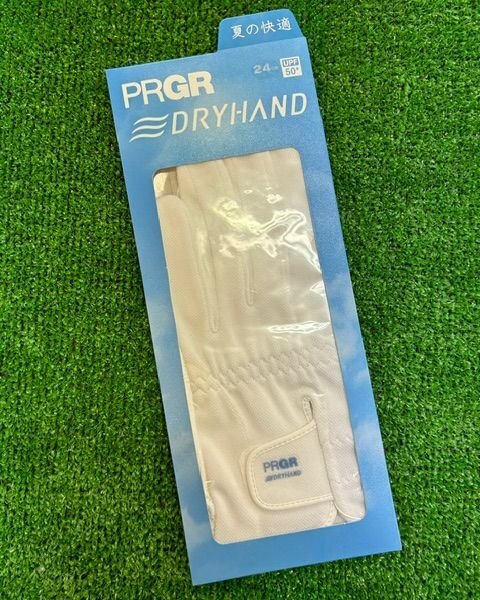 夏の快適
24cm
UPF
50+
PRGR
DRYHAND
PRGR
DRYHAND